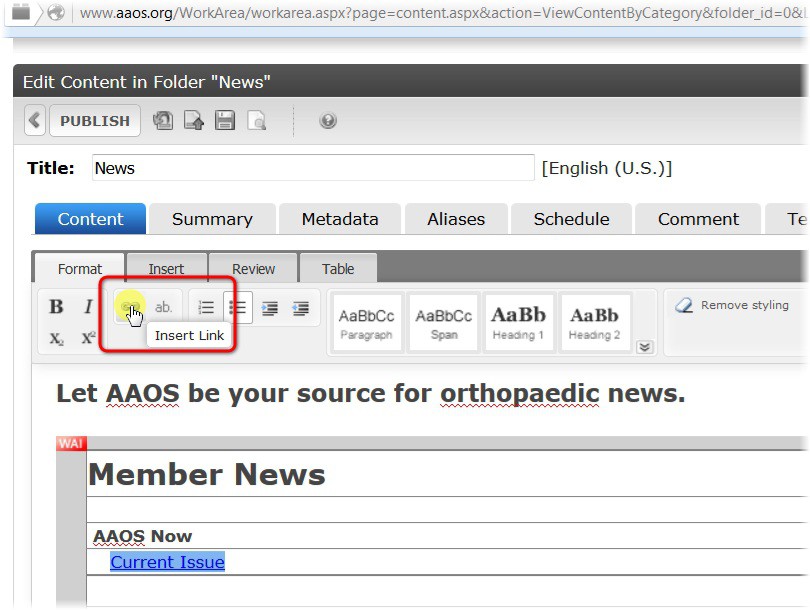 www.aaos.org/WorkArea/workarea.aspx?page=content.aspx&action=ViewContentByCategory&folder_id=0&
Edit Content in Folder "News"
PUBLISH
Title: News [English (U.S.)]
Content Summary Metadata Aliases Schedule Comment Te
Format Insert Review Table
B I ab.
X₂ X²
Insert Link
AaBbCc AaBbCc AaBb AaBb
Paragraph Span Heading 1 Heading 2
Remove styling
Let AAOS be your source for orthopaedic news.
WAI
Member News
AAOS Now
Current Issue